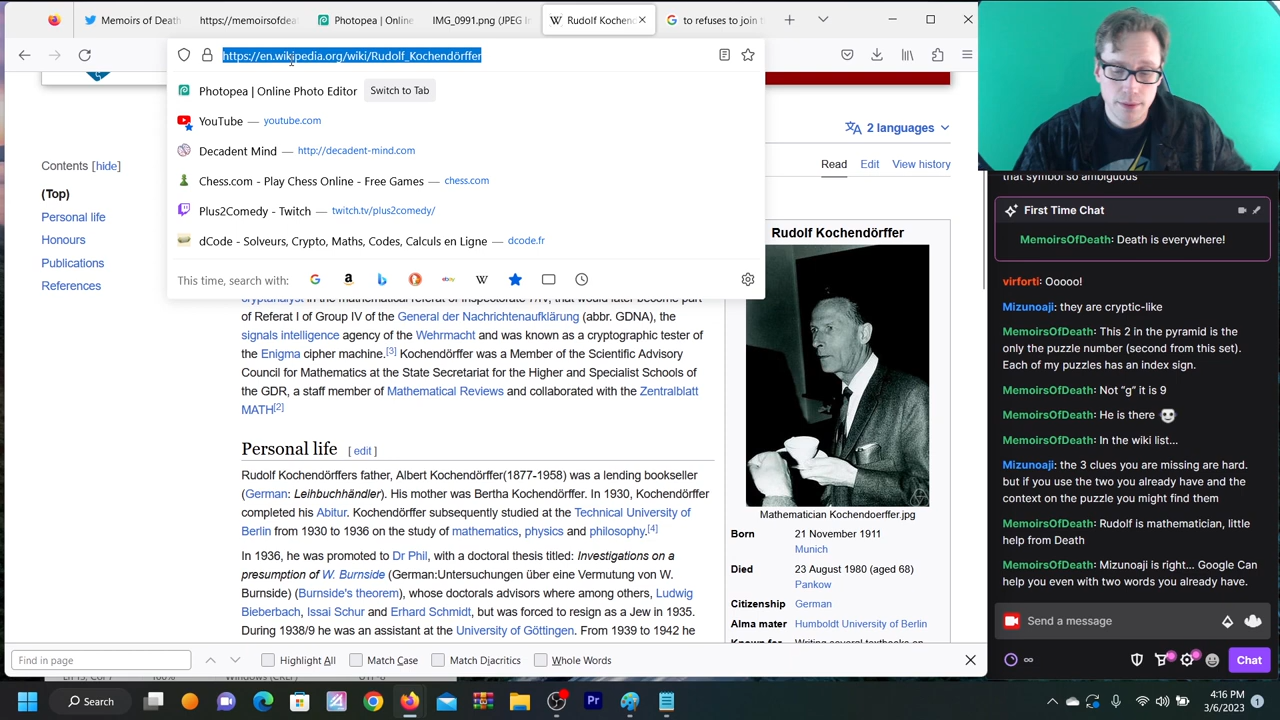 Memoirs of Death
https://memoirsofdea
Photopea | Online
IMG_0991.png (JPEG Im
Rudolf Kochend
to refuses to join t
https://en.wikipedia.org/wiki/Rudolf_Kochendörffer
Photopea | Online Photo Editor Switch to Tab
YouTube — youtube.com
Decadent Mind — http://decadent-mind.com
Chess.com - Play Chess Online - Free Games — chess.com
Plus2Comedy - Twitch — twitch.tv/plus2comedy/
dCode - Solveurs, Crypto, Maths, Codes, Calculs en Ligne — dcode.fr
This time, search with:
2 languages
Read Edit View history
Contents [hide]
(Top)
Personal life
Honours
Publications
References
cryptanalyst in the mathematical referat of Inspectorate 7/IV, that would later become part
of Referat I of Group IV of the General der Nachrichtenaufklärung (abbr. GDNA), the
signals intelligence agency of the Wehrmacht and was known as a cryptographic tester of
the Enigma cipher machine.[3] Kochendörffer was a Member of the Scientific Advisory
Council for Mathematics at the State Secretariat for the Higher and Specialist Schools of
the GDR, a staff member of Mathematical Reviews and collaborated with the Zentralblatt
MATH[2]
Personal life [ edit ]
Rudolf Kochendörffers father, Albert Kochendörffer(1877-1958) was a lending bookseller
(German: Leihbuchhändler). His mother was Bertha Kochendörffer. In 1930, Kochendörffer
completed his Abitur. Kochendörffer subsequently studied at the Technical University of
Berlin from 1930 to 1936 on the study of mathematics, physics and philosophy.[4]
In 1936, he was promoted to Dr Phil, with a doctoral thesis titled: Investigations on a
presumption of W. Burnside (German:Untersuchungen über eine Vermutung von W.
Burnside) (Burnside's theorem), whose doctorals advisors where among others, Ludwig
Bieberbach, Issai Schur and Erhard Schmidt, but was forced to resign as a Jew in 1935.
During 1938/9 he was an assistant at the University of Göttingen. From 1939 to 1942 he
Rudolf Kochendörffer
Mathematician Kochendoerffer.jpg
Born 21 November 1911
Munich
Died 23 August 1980 (aged 68)
Pankow
Citizenship German
Alma mater Humboldt University of Berlin
Known for Writing several textbooks on
that symbol so ambiguous
First Time Chat
MemoirsOfDeath: Death is everywhere!
virforti: Ooooo!
Mizunoaji: they are cryptic-like
MemoirsOfDeath: This 2 in the pyramid is
the only puzzle number (second from this set).
Each of my puzzles has an index sign.
MemoirsOfDeath: Not "g" it is 9
MemoirsOfDeath: He is there
MemoirsOfDeath: In the wiki list...
Mizunoaji: the 3 clues you are missing are hard.
but if you use the two you already have and the
context on the puzzle you might find them
MemoirsOfDeath: Rudolf is mathematician, little
help from Death
MemoirsOfDeath: Mizunoaji is right... Google Can
help you even with two words you already have.
Send a message
Chat
Find in page
Highlight All Match Case Match Diacritics Whole Words
Search
4:16 PM
3/6/2023